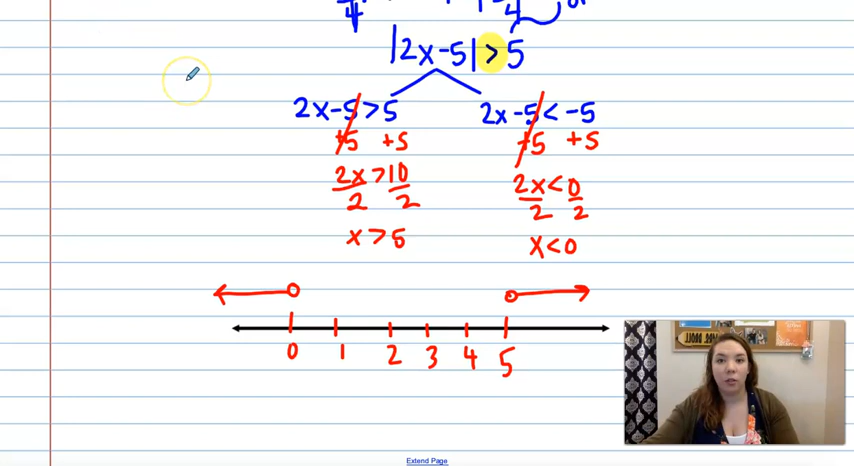 |2x-5| > 5
2x-5 > 5 2x-5 < -5
+5 +5 +5 +5
2x > 10 2x < 0
2 2 2 2
x > 5 x < 0
0 1 2 3 4 5
Extend Page